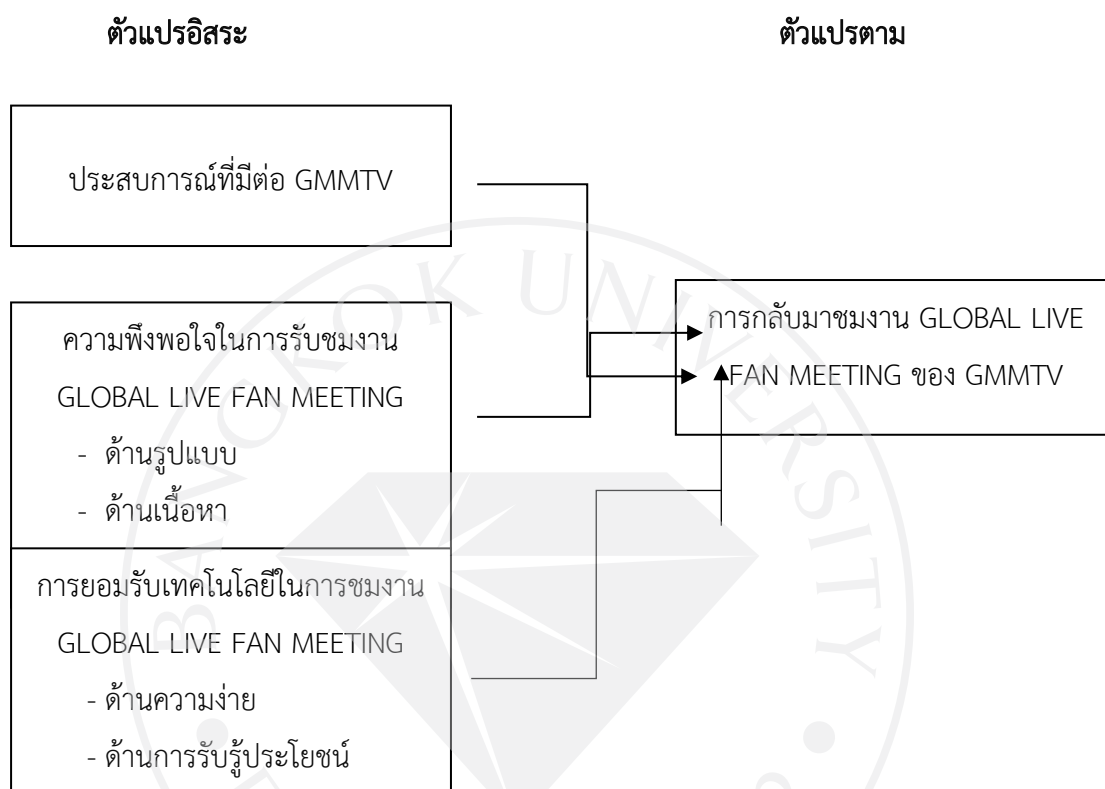 ตัวแปรอิสระ
ตัวแปรตาม
ประสบการณ์ที่มีต่อ GMMTV
ความพึงพอใจในการรับชมงาน
GLOBAL LIVE FAN MEETING
- ด้านรูปแบบ
- ด้านเนื้อหา
การยอมรับเทคโนโลยีในการชมงาน
GLOBAL LIVE FAN MEETING
- ด้านความง่าย
- ด้านการรับรู้ประโยชน์
การกลับมาชมงาน GLOBAL LIVE
FAN MEETING ของ GMMTV
BANGKOK UNIVERSITY